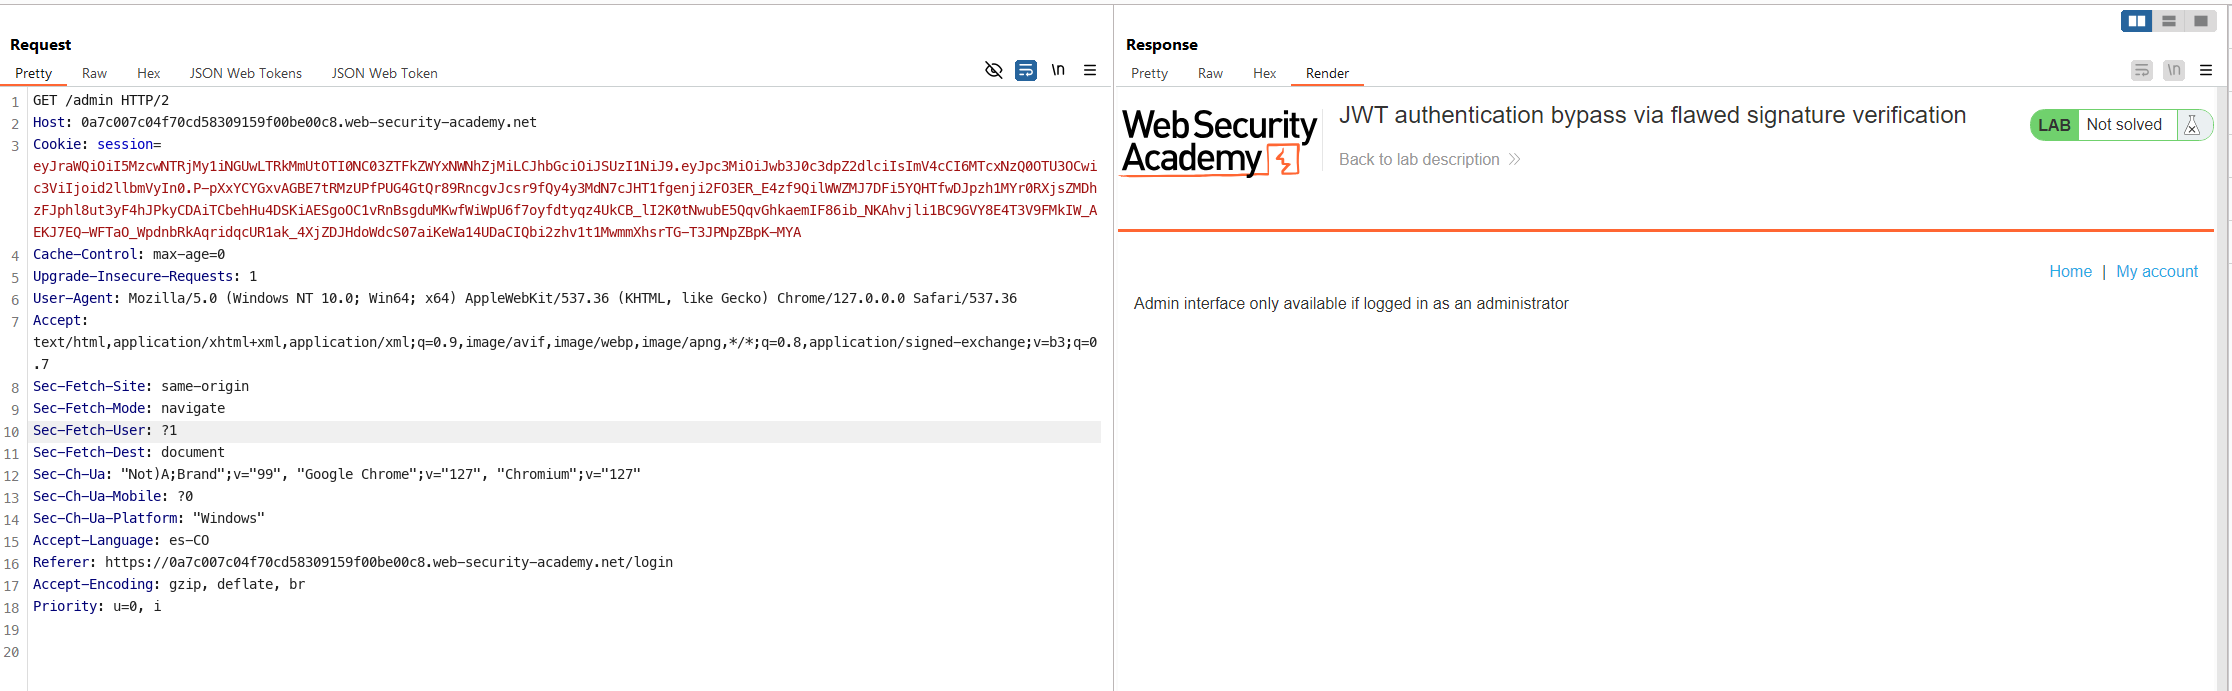 Request
Pretty Raw Hex JSON Web Tokens JSON Web Token
\n
1 GET /admin HTTP/2
2 Host: 0a7c007c04f70cd58309159f00be00c8.web-security-academy.net
3 Cookie: session=
eyJraWQiOiI5MzcwNTRjMy1iNGUwLTRkMmUtOTI0NC03ZTFkZWYxNWNhZjMiLCJhbGciOiJSUzI1NiJ9.eyJpc3MiOiJwb3J0c3dpZ2dlciIsImV4cCI6MTcxNzQ0OTU3OCwi
c3ViIjoid2llbmVyIn0.P-pXxYCYGxvAGBE7tRMzUPfPUG4GtQr89RncgvJcsr9fQy4y3MdN7cJHT1fgenji2FO3ER_E4zf9QilWWZMJ7DFi5YQHTfwDJpzh1MYr0RXjsZMDh
zFJphl8ut3yF4hJPkyCDAiTCbehHu4DSKiAESgoOC1vRnBsgduMKwfWiWpU6f7oyfdtyqz4UkCB_lI2K0tNwubE5QqvGhkaemIF86ib_NKAhvjli1BC9GVY8E4T3V9FMkIW_A
EKJ7EQ-WFTaO_WpdnbRkAqridqcUR1ak_4XjZDJHdoWdcS07aiKeWa14UDaCIQbi2zhv1t1MwmmXhsrTG-T3JPNpZBpK-MYA
4 Cache-Control: max-age=0
5 Upgrade-Insecure-Requests: 1
6 User-Agent: Mozilla/5.0 (Windows NT 10.0; Win64; x64) AppleWebKit/537.36 (KHTML, like Gecko) Chrome/127.0.0.0 Safari/537.36
7 Accept:
text/html,application/xhtml+xml,application/xml;q=0.9,image/avif,image/webp,image/apng,*/*;q=0.8,application/signed-exchange;v=b3;q=0
.7
8 Sec-Fetch-Site: same-origin
9 Sec-Fetch-Mode: navigate
10 Sec-Fetch-User: ?1
11 Sec-Fetch-Dest: document
12 Sec-Ch-Ua: "Not)A;Brand";v="99", "Google Chrome";v="127", "Chromium";v="127"
13 Sec-Ch-Ua-Mobile: ?0
14 Sec-Ch-Ua-Platform: "Windows"
15 Accept-Language: es-CO
16 Referer: https://0a7c007c04f70cd58309159f00be00c8.web-security-academy.net/login
17 Accept-Encoding: gzip, deflate, br
18 Priority: u=0, i
19
20
Response
Pretty Raw Hex Render
\n
Web Security
Academy
JWT authentication bypass via flawed signature verification
Back to lab description
LAB Not solved
Home | My account
Admin interface only available if logged in as an administrator